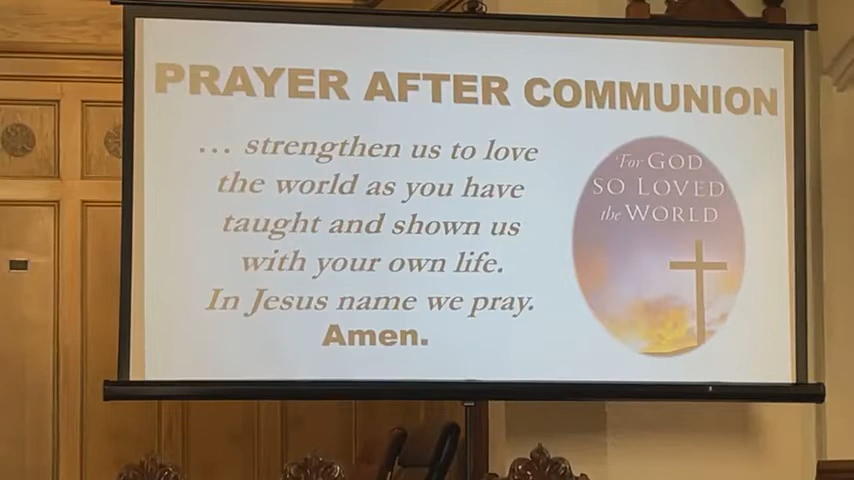 PRAYER AFTER COMMUNION
... strengthen us to love
the world as you have
taught and shown us
with your own life.
In Jesus name we pray.
Amen.
'For GOD
SO LOVED
the WORLD